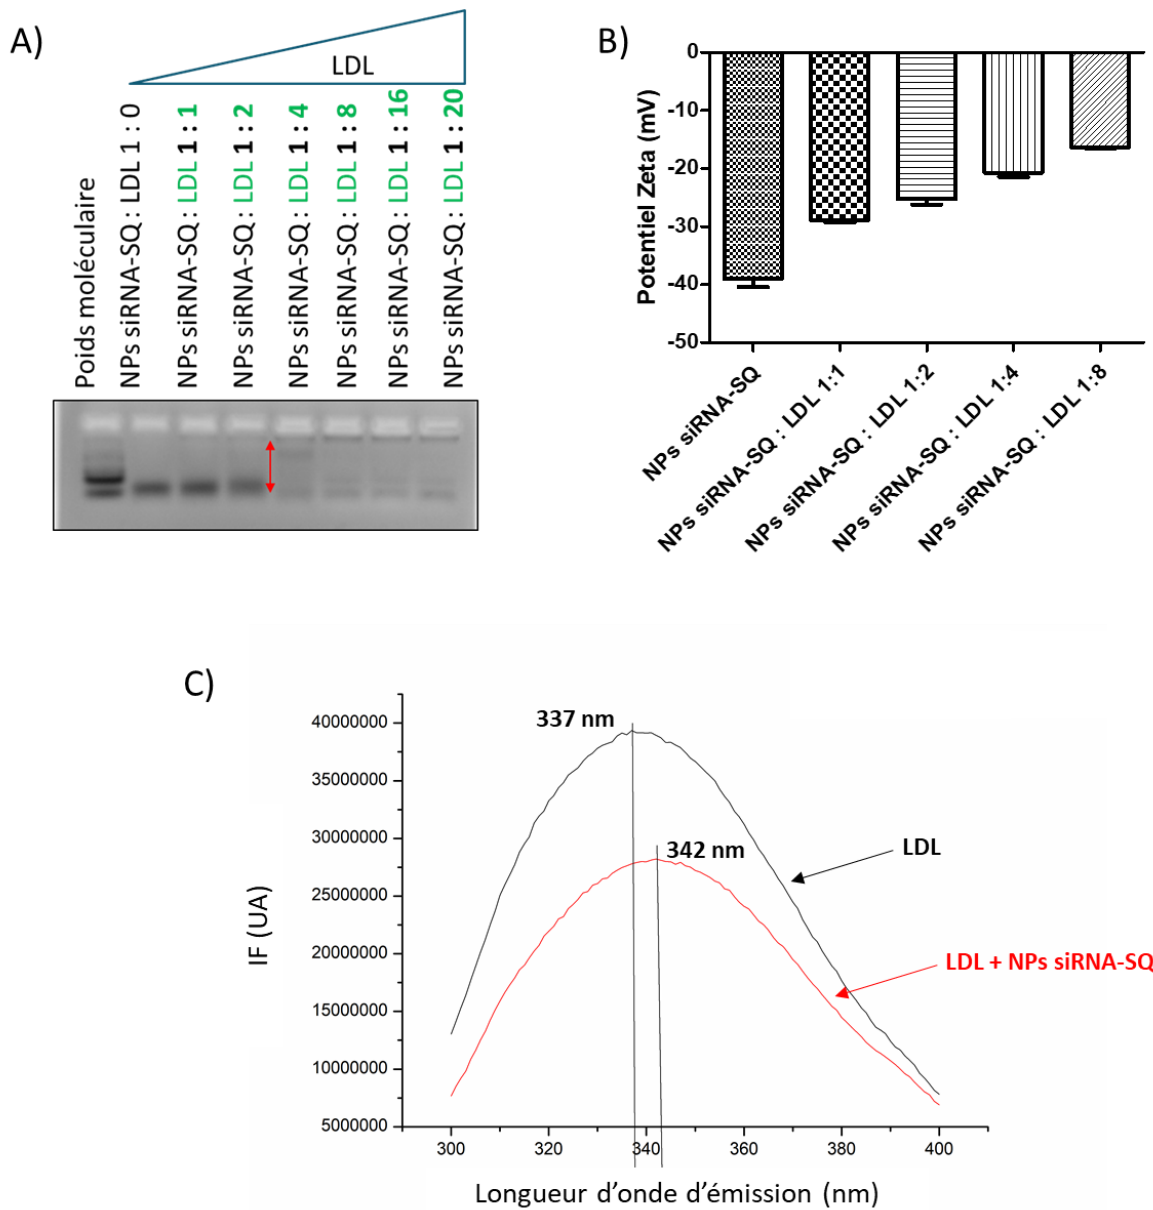 A)
LDL
Poids moléculaire
NPs siRNA-SQ: LDL 1 : 0
NPs siRNA-SQ: LDL 1 : 1
NPs siRNA-SQ: LDL 1 : 2
NPs siRNA-SQ: LDL 1 : 4
NPs siRNA-SQ: LDL 1 : 8
NPs siRNA-SQ: LDL 1 : 16
NPs siRNA-SQ: LDL 1 : 20
B)
Potentiel Zeta (mV)
0
-10
-20
-30
-40
-50
NPs siRNA-SQ
NPs siRNA-SQ : LDL 1:1
NPs siRNA-SQ : LDL 1:2
NPs siRNA-SQ : LDL 1:4
NPs siRNA-SQ : LDL 1:8
C)
IF (UA)
40000000
35000000
30000000
25000000
20000000
15000000
10000000
5000000
337 nm
342 nm
LDL
LDL + NPs siRNA-SQ
300 320 340 360 380 400
Longueur d’onde d’émission (nm)